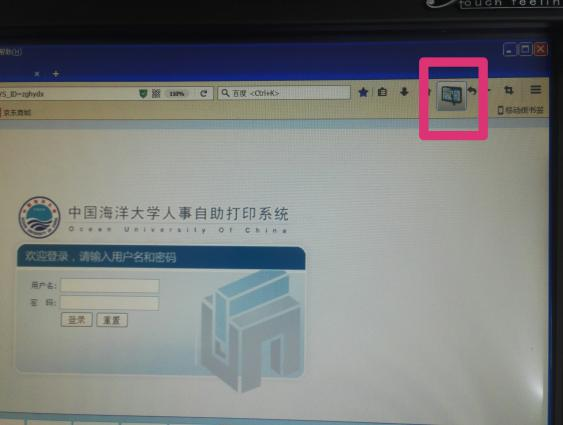 touch feelin
帮助(H)
YS_ID=zghydx
110%
百度 <Ctrl+K>
京东商城
移动版书签
中国海洋大学人事自助打印系统
Ocean University Of China
欢迎登录，请输入用户名和密码
用户名:
密 码:
登录 重置